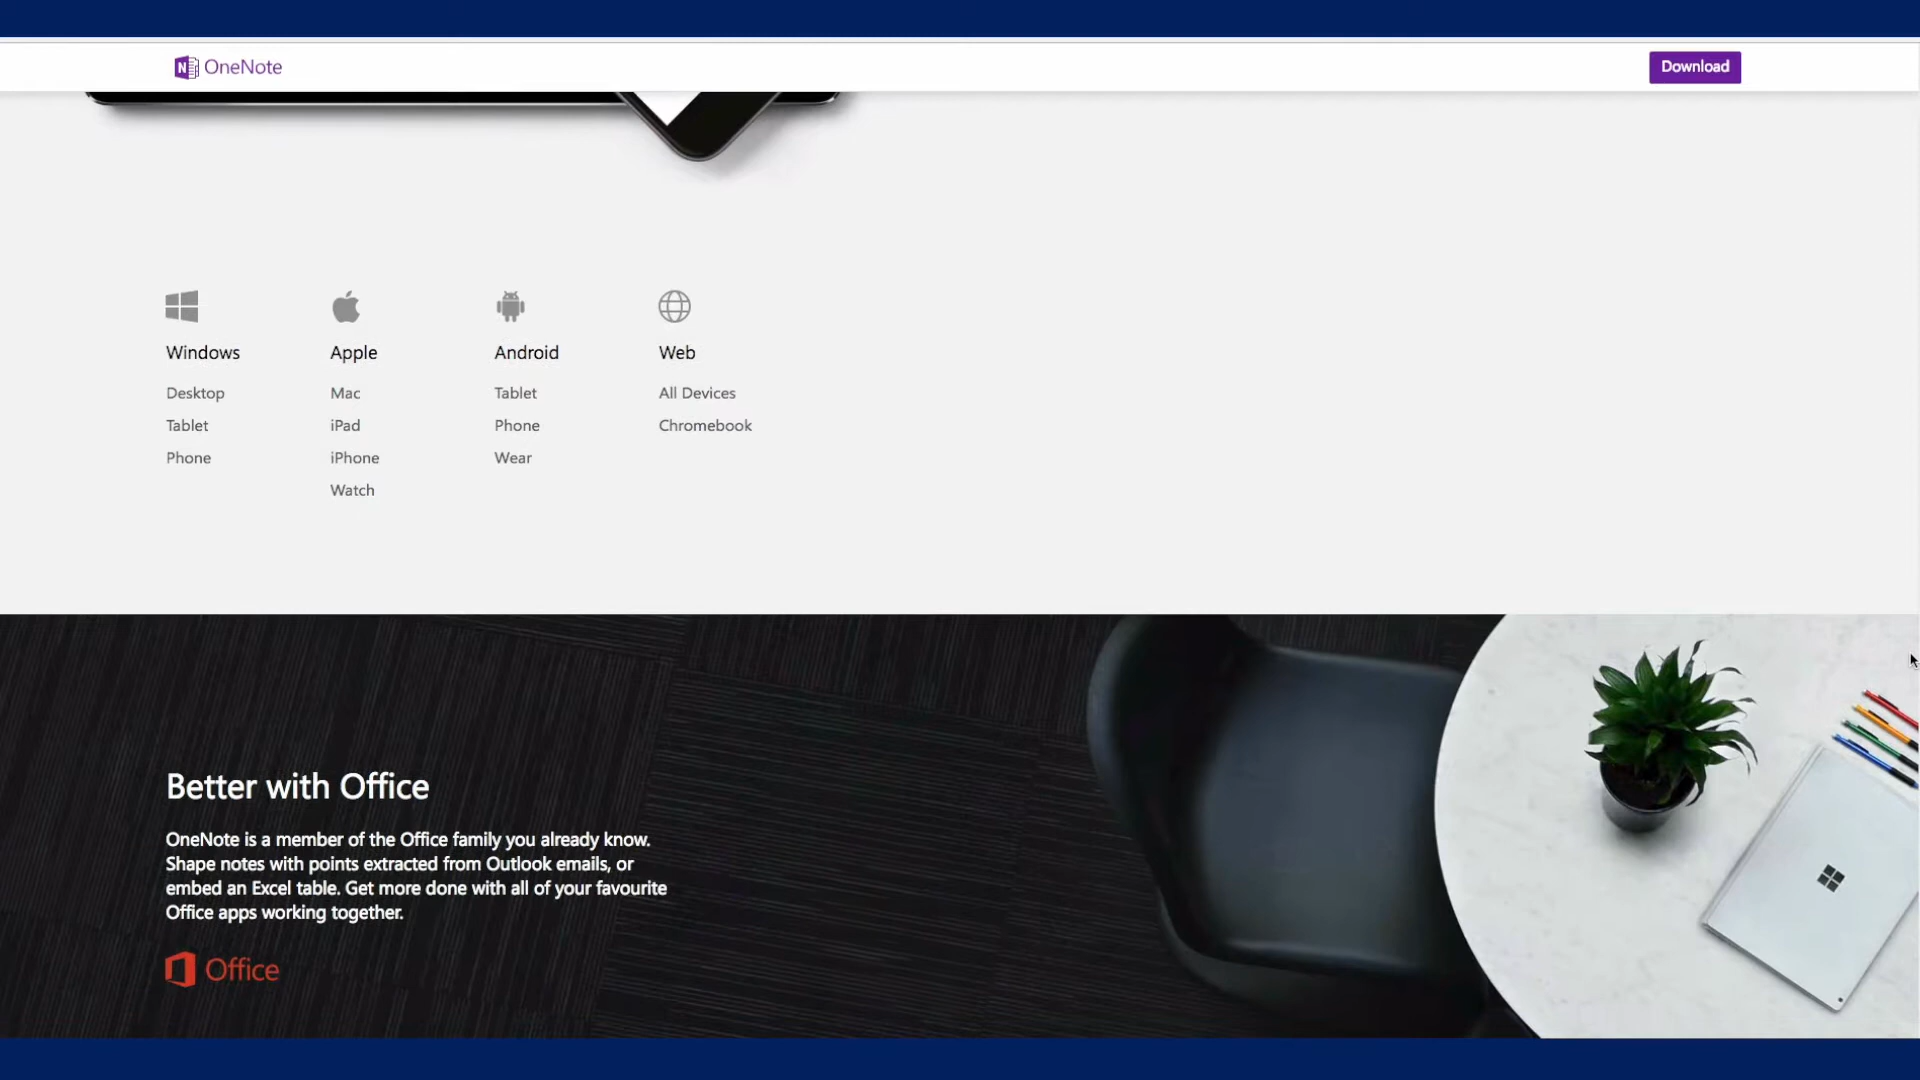 OneNote
Download
Windows
Desktop
Tablet
Phone
Apple
Mac
iPad
iPhone
Watch
Android
Tablet
Phone
Wear
Web
All Devices
Chromebook
Better with Office
OneNote is a member of the Office family you already know.
Shape notes with points extracted from Outlook emails, or
embed an Excel table. Get more done with all of your favourite
Office apps working together.
Office